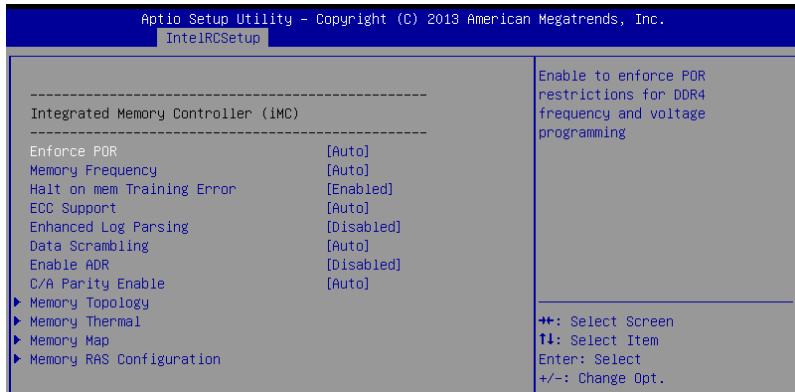 Aptio Setup Utility – Copyright (C) 2013 American Megatrends, Inc.
IntelRCSetup
------------------------------------------------
Integrated Memory Controller (iMC)
------------------------------------------------
Enforce POR [Auto]
Memory Frequency [Auto]
Halt on mem Training Error [Enabled]
ECC Support [Auto]
Enhanced Log Parsing [Disabled]
Data Scrambling [Auto]
Enable ADR [Disabled]
C/A Parity Enable [Auto]
Memory Topology
Memory Thermal
Memory Map
Memory RAS Configuration
Enable to enforce POR
restrictions for DDR4
frequency and voltage
programming
→←: Select Screen
↑↓: Select Item
Enter: Select
+/-: Change Opt.